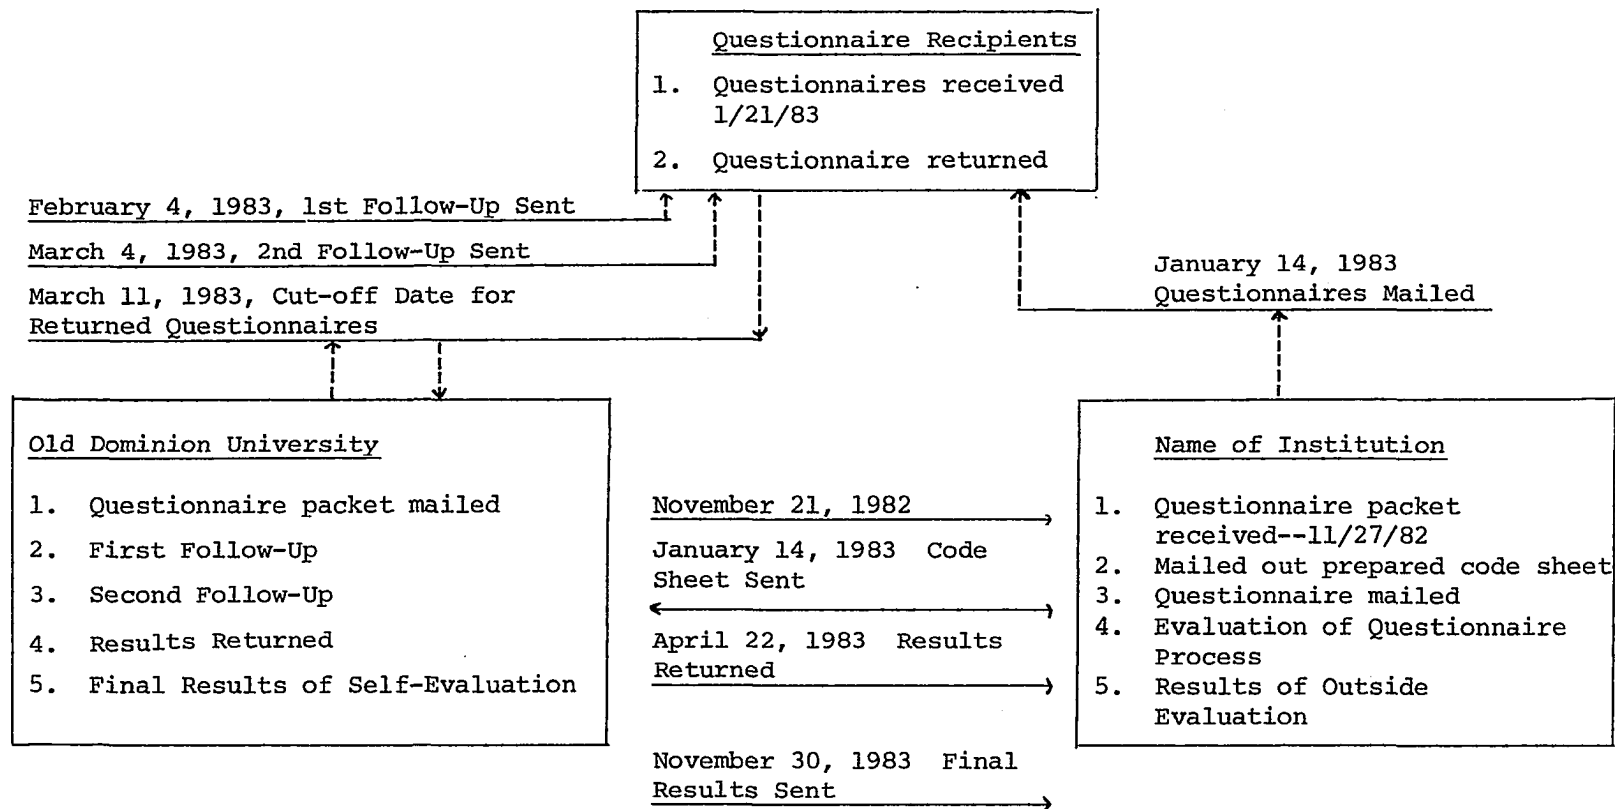 Questionnaire Recipients
1. Questionnaires received
1/21/83
2. Questionnaire returned
February 4, 1983, 1st Follow-Up Sent
March 4, 1983, 2nd Follow-Up Sent
March 11, 1983, Cut-off Date for
Returned Questionnaires
January 14, 1983
Questionnaires Mailed
Old Dominion University
1. Questionnaire packet mailed
2. First Follow-Up
3. Second Follow-Up
4. Results Returned
5. Final Results of Self-Evaluation
November 21, 1982
January 14, 1983 Code
Sheet Sent
April 22, 1983 Results
Returned
November 30, 1983 Final
Results Sent
Name of Institution
1. Questionnaire packet
received--11/27/82
2. Mailed out prepared code sheet
3. Questionnaire mailed
4. Evaluation of Questionnaire
Process
5. Results of Outside
Evaluation